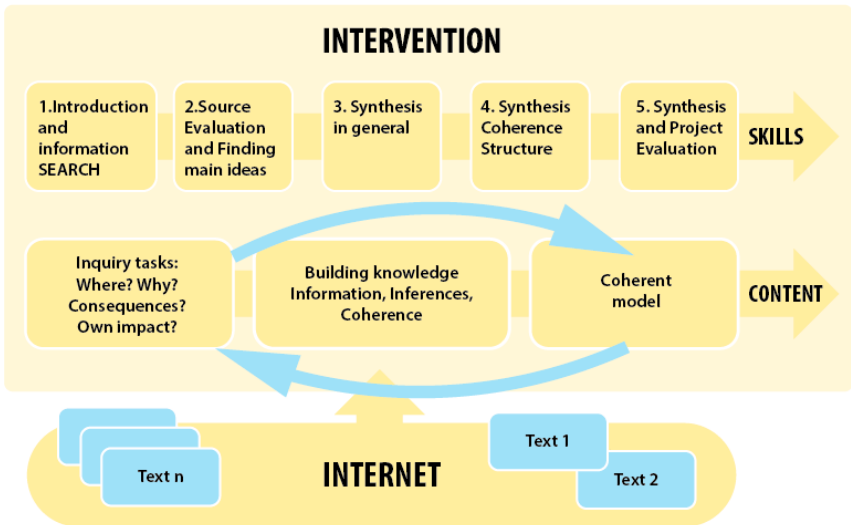 INTERVENTION
1.Introduction
and
information
SEARCH
2.Source
Evaluation
and Finding
main ideas
3. Synthesis
in general
4. Synthesis
Coherence
Structure
5. Synthesis
and Project
Evaluation
SKILLS
Inquiry tasks:
Where? Why?
Consequences?
Own impact?
Building knowledge
Information, Inferences,
Coherence
Coherent
model
CONTENT
Text n
INTERNET
Text 1
Text 2